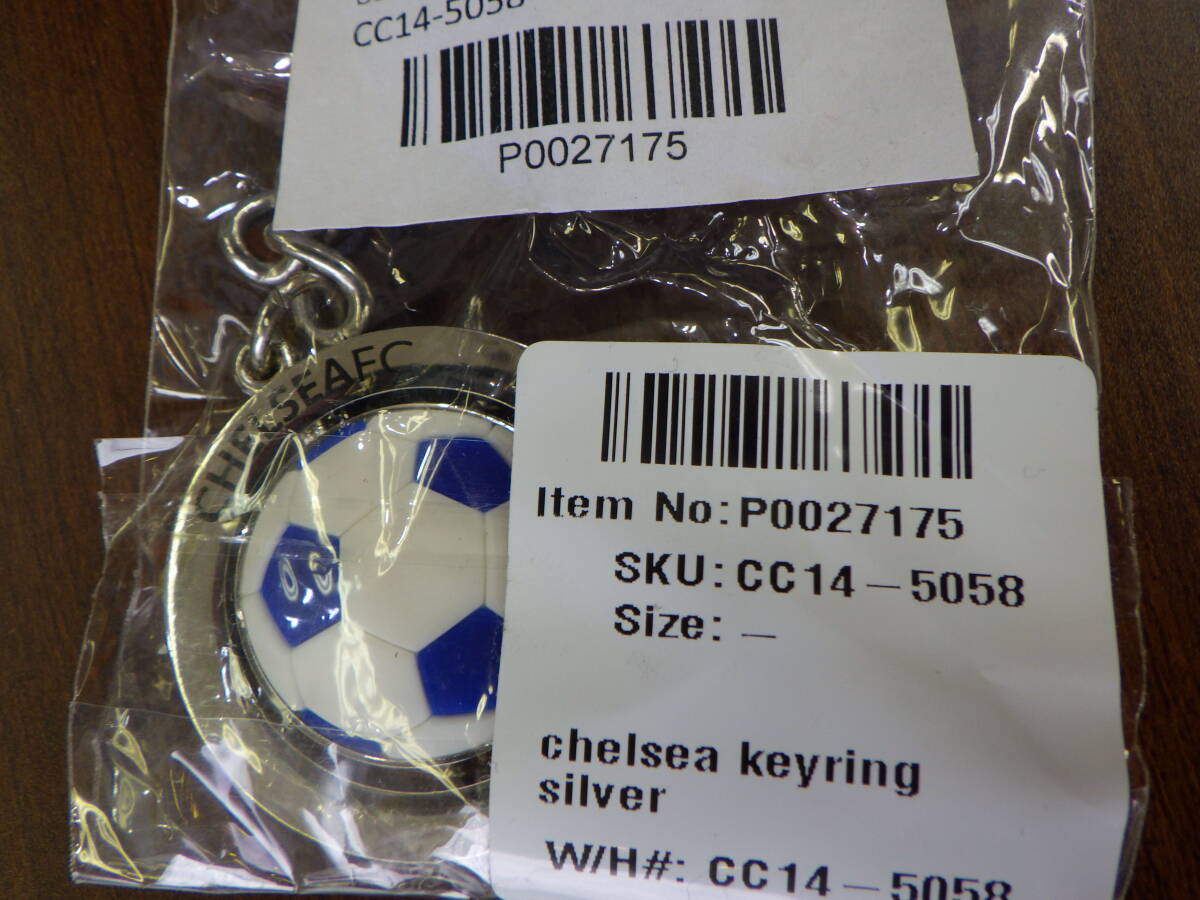 CC14-5058
P0027175
CHELSEA FC
Item No: P0027175
SKU: CC14-5058
Size: -
chelsea keyring
silver
W/H#: CC14-5058